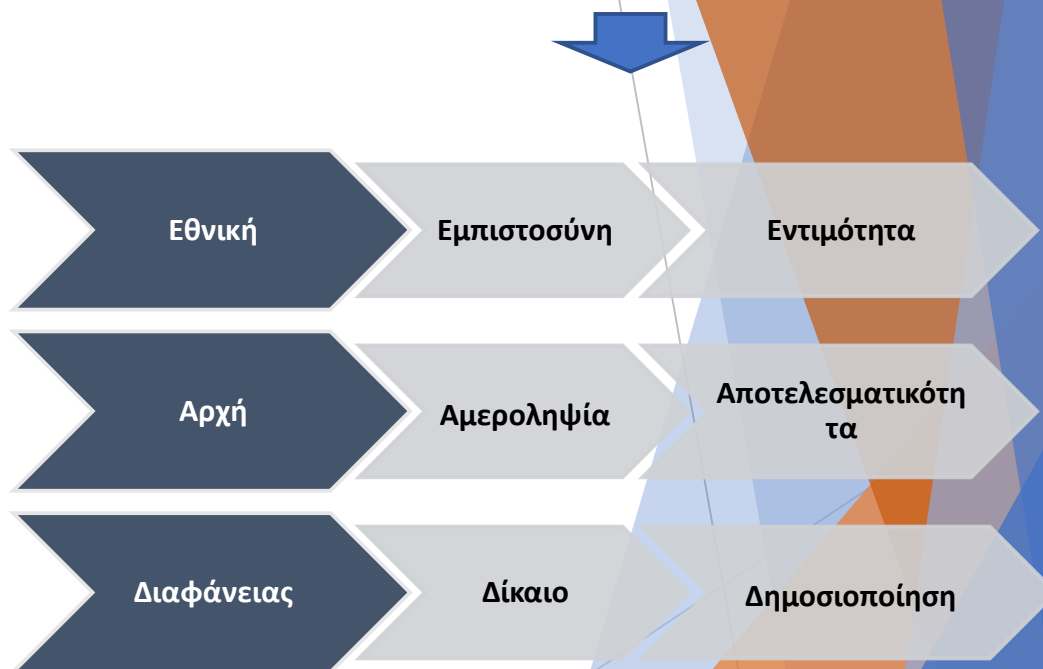 Εθνική
Εμπιστοσύνη
Εντιμότητα
Αρχή
Αμεροληψία
Αποτελεσματικότη
τα
Διαφάνειας
Δίκαιο
Δημοσιοποίηση